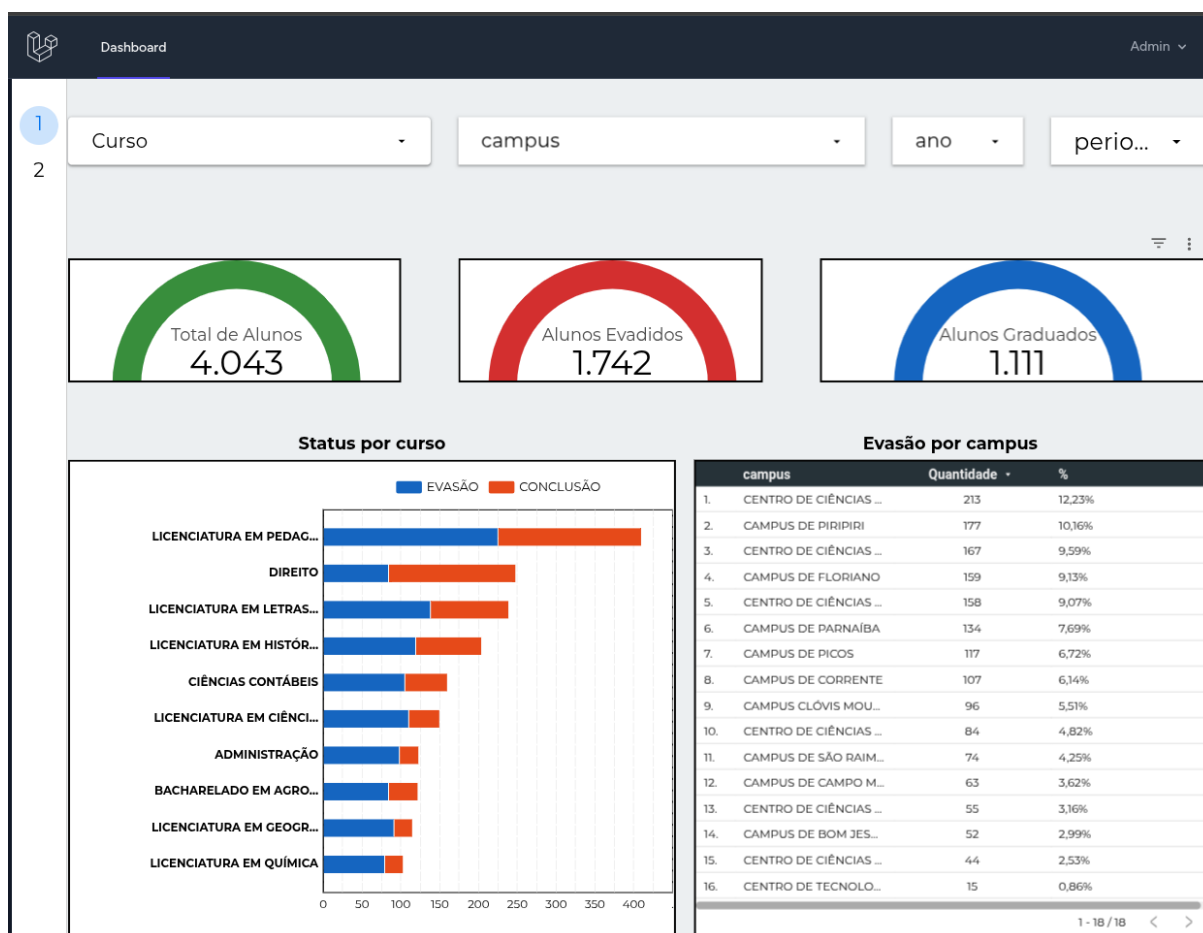 Dashboard
Admin
1
2
Curso
campus
ano
perio...
Total de Alunos
4.043
Alunos Evadidos
1.742
Alunos Graduados
1.111
Status por curso
EVASÃO CONCLUSÃO
LICENCIATURA EM PEDAG...
DIREITO
LICENCIATURA EM LETRAS...
LICENCIATURA EM HISTÓR...
CIÊNCIAS CONTÁBEIS
LICENCIATURA EM CIÊNCI...
ADMINISTRAÇÃO
BACHARELADO EM AGRO...
LICENCIATURA EM GEOGR...
LICENCIATURA EM QUÍMICA
0 50 100 150 200 250 300 350 400
Evasão por campus
campus Quantidade %
1. CENTRO DE CIÊNCIAS ... 213 12,23%
2. CAMPUS DE PIRIPIRI 177 10,16%
3. CENTRO DE CIÊNCIAS ... 167 9,59%
4. CAMPUS DE FLORIANO 159 9,13%
5. CENTRO DE CIÊNCIAS ... 158 9,07%
6. CAMPUS DE PARNAÍBA 134 7,69%
7. CAMPUS DE PICOS 117 6,72%
8. CAMPUS DE CORRENTE 107 6,14%
9. CAMPUS CLÓVIS MOU... 96 5,51%
10. CENTRO DE CIÊNCIAS ... 84 4,82%
11. CAMPUS DE SÃO RAIM... 74 4,25%
12. CAMPUS DE CAMPO M... 63 3,62%
13. CENTRO DE CIÊNCIAS ... 55 3,16%
14. CAMPUS DE BOM JES... 52 2,99%
15. CENTRO DE CIÊNCIAS ... 44 2,53%
16. CENTRO DE TECNOLO... 15 0,86%
1 - 18 / 18